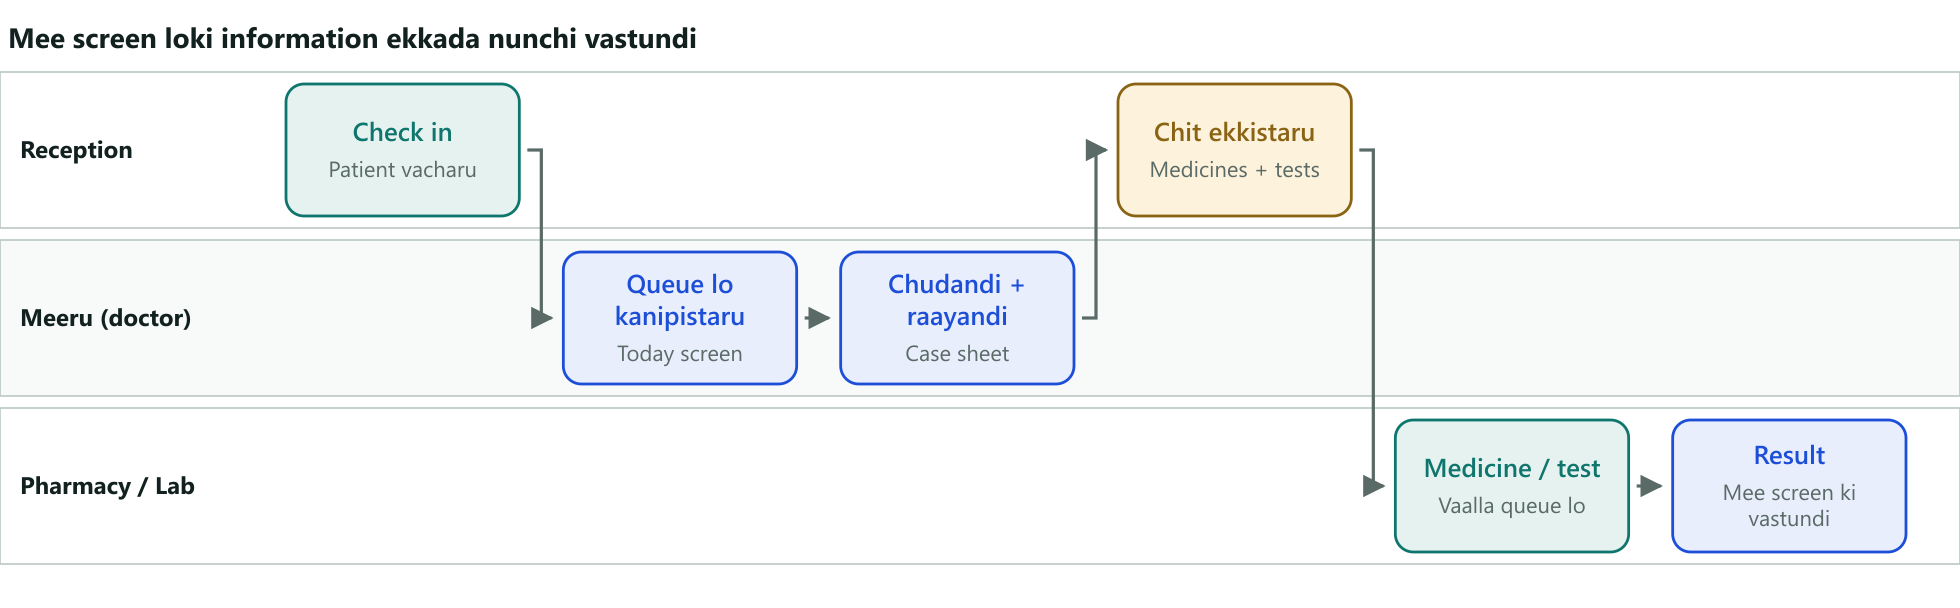 Mee screen loki information ekkada nunchi vastundi
Reception
Check in
Patient vacharu
Chit ekkistaru
Medicines + tests
Meeru (doctor)
Queue lo
kanipistaru
Today screen
Chudandi +
raayandi
Case sheet
Pharmacy / Lab
Medicine / test
Vaalla queue lo
Result
Mee screen ki
vastundi